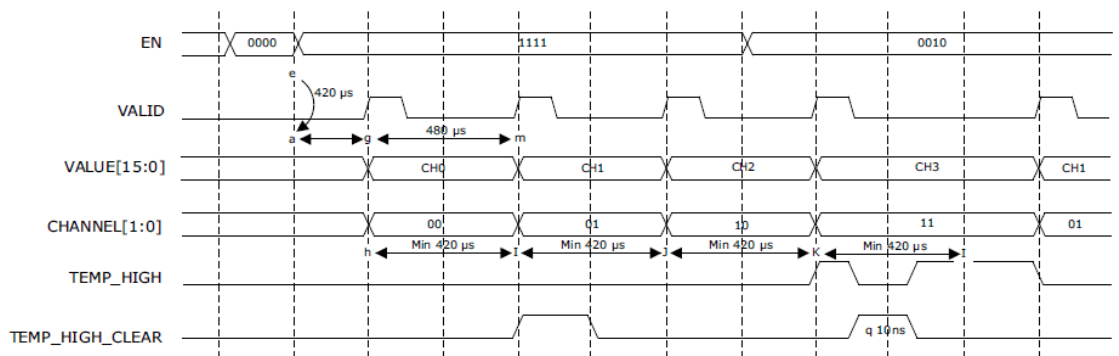 EN 0000 1111 0010
e
420 µs
VALID
a g 480 µs m
VALUE[15:0] CH0 CH1 CH2 CH3 CH1
CHANNEL[1:0] 00 01 10 11 01
h Min 420 µs I Min 420 µs J Min 420 µs K Min 420 µs I
TEMP_HIGH
TEMP_HIGH_CLEAR q 10ns